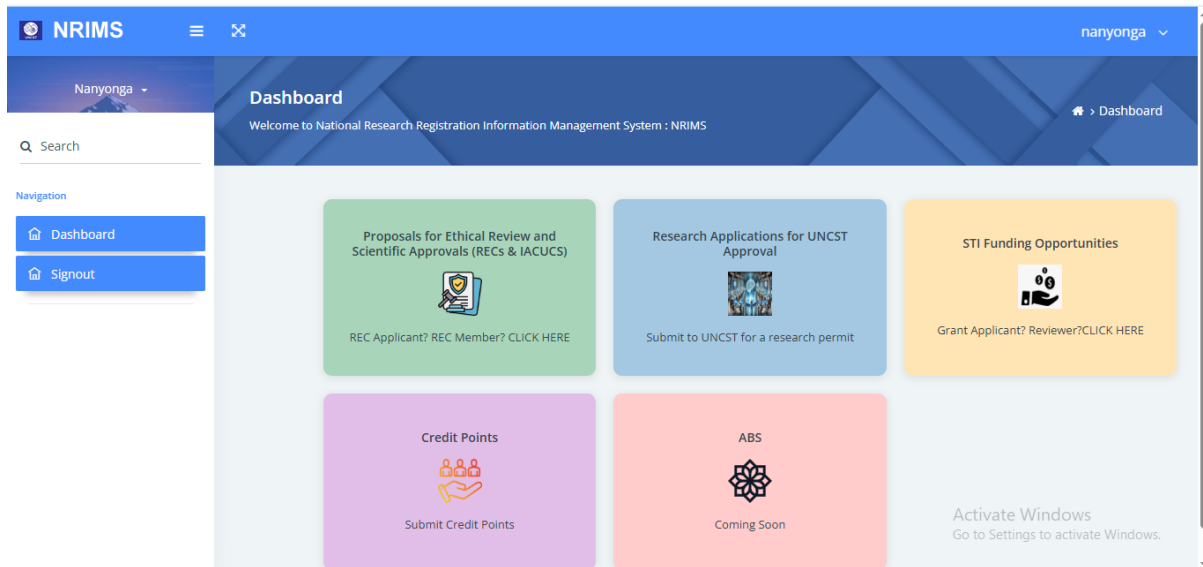 NRIMS
nanyonga
Nanyonga
Search
Navigation
Dashboard
Signout
Dashboard
Welcome to National Research Registration Information Management System : NRIMS
> Dashboard
Proposals for Ethical Review and
Scientific Approvals (RECs & IACUCS)
REC Applicant? REC Member? CLICK HERE
Research Applications for UNCST
Approval
Submit to UNCST for a research permit
STI Funding Opportunities
Grant Applicant? Reviewer?CLICK HERE
Credit Points
Submit Credit Points
ABS
Coming Soon
Activate Windows
Go to Settings to activate Windows.